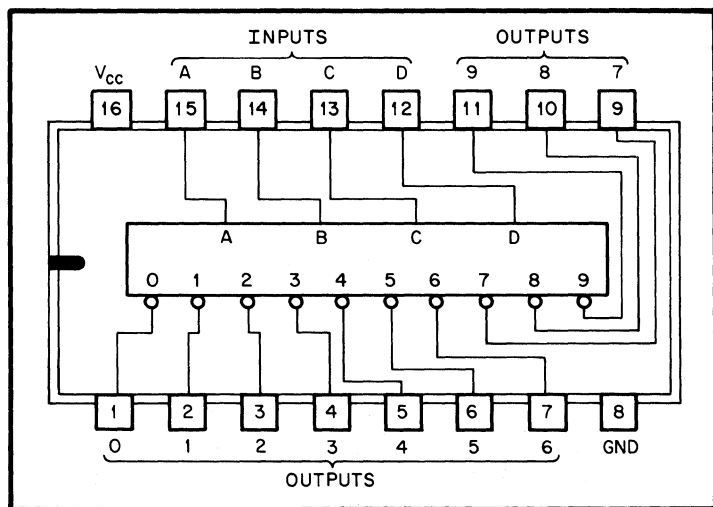 INPUTS OUTPUTS
VCC A B C D 9 8 7
16 15 14 13 12 11 10 9
A B C D
0 1 2 3 4 5 6 7 8 9
1 2 3 4 5 6 7 8
0 1 2 3 4 5 6 GND
OUTPUTS